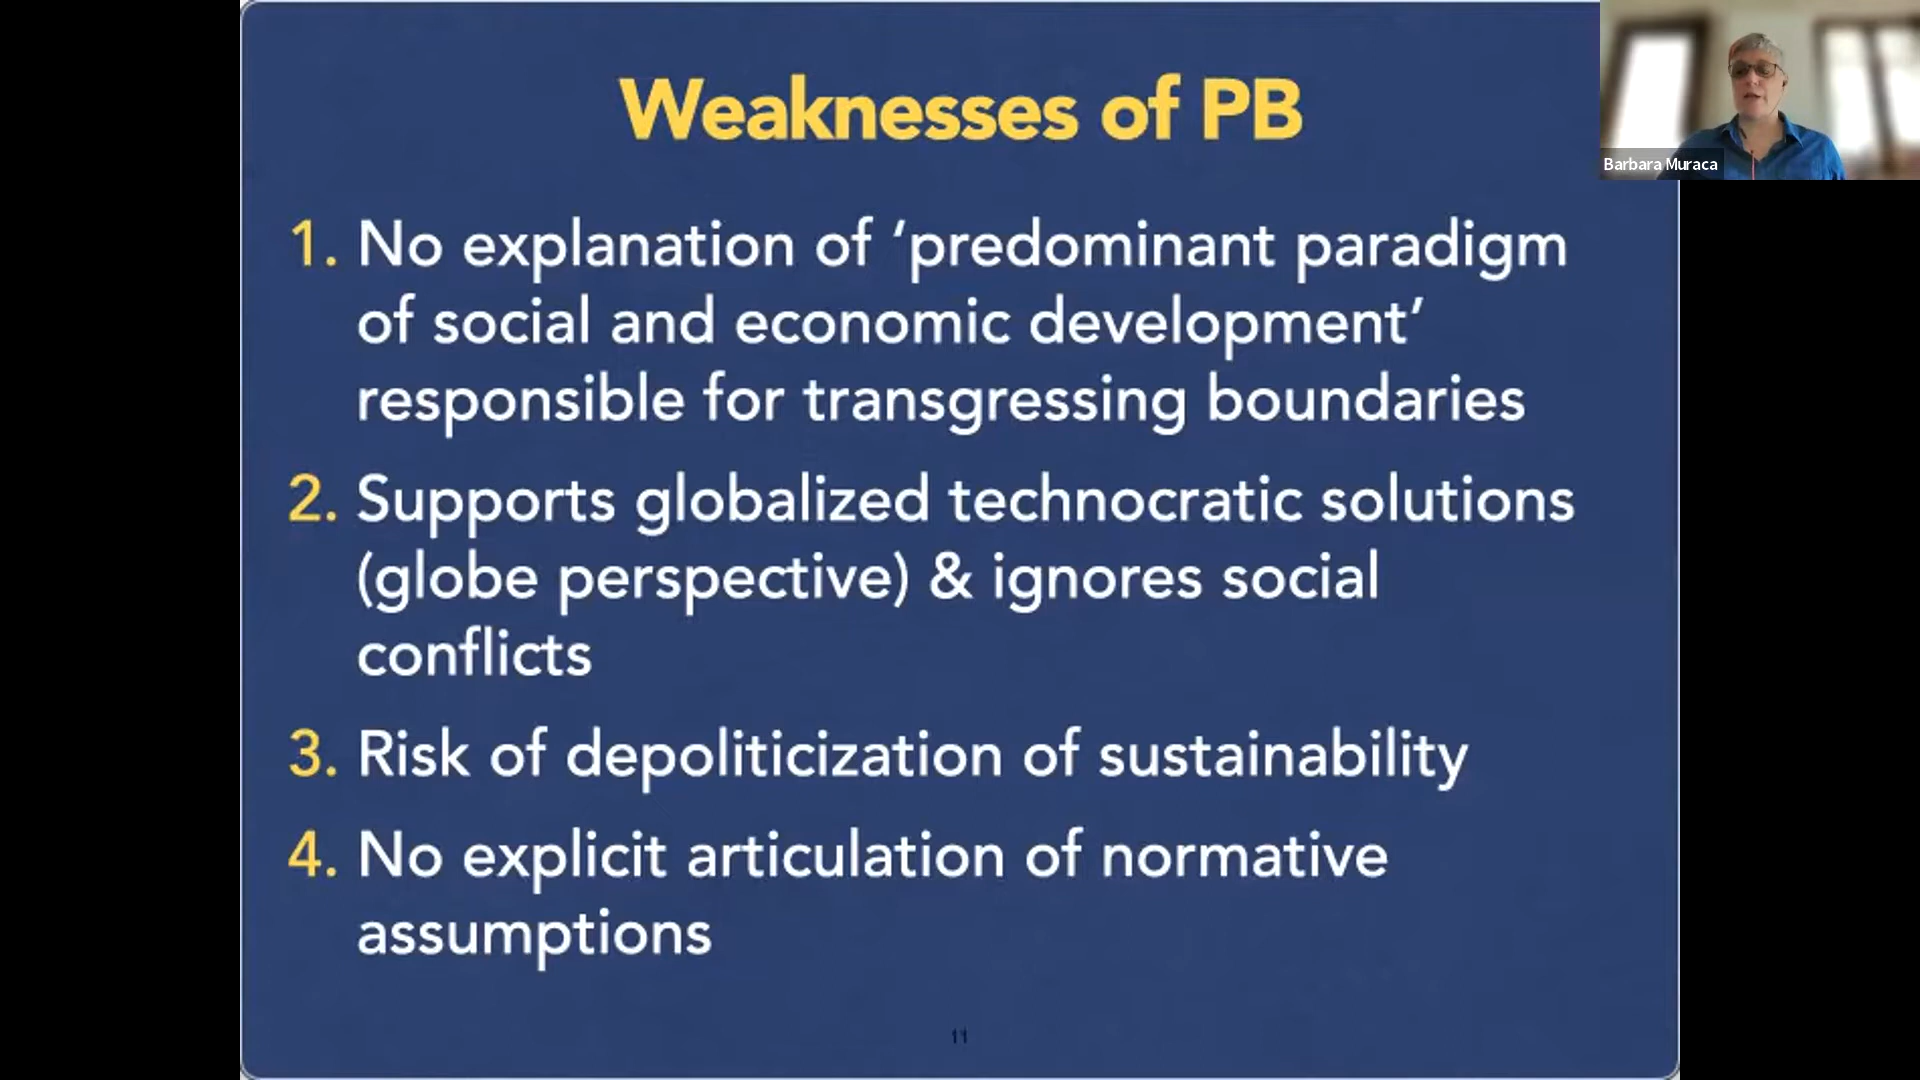 Weaknesses of PB
Barbara Muraca
1. No explanation of ‘predominant paradigm
of social and economic development’
responsible for transgressing boundaries
2. Supports globalized technocratic solutions
(globe perspective) & ignores social
conflicts
3. Risk of depoliticization of sustainability
4. No explicit articulation of normative
assumptions
11